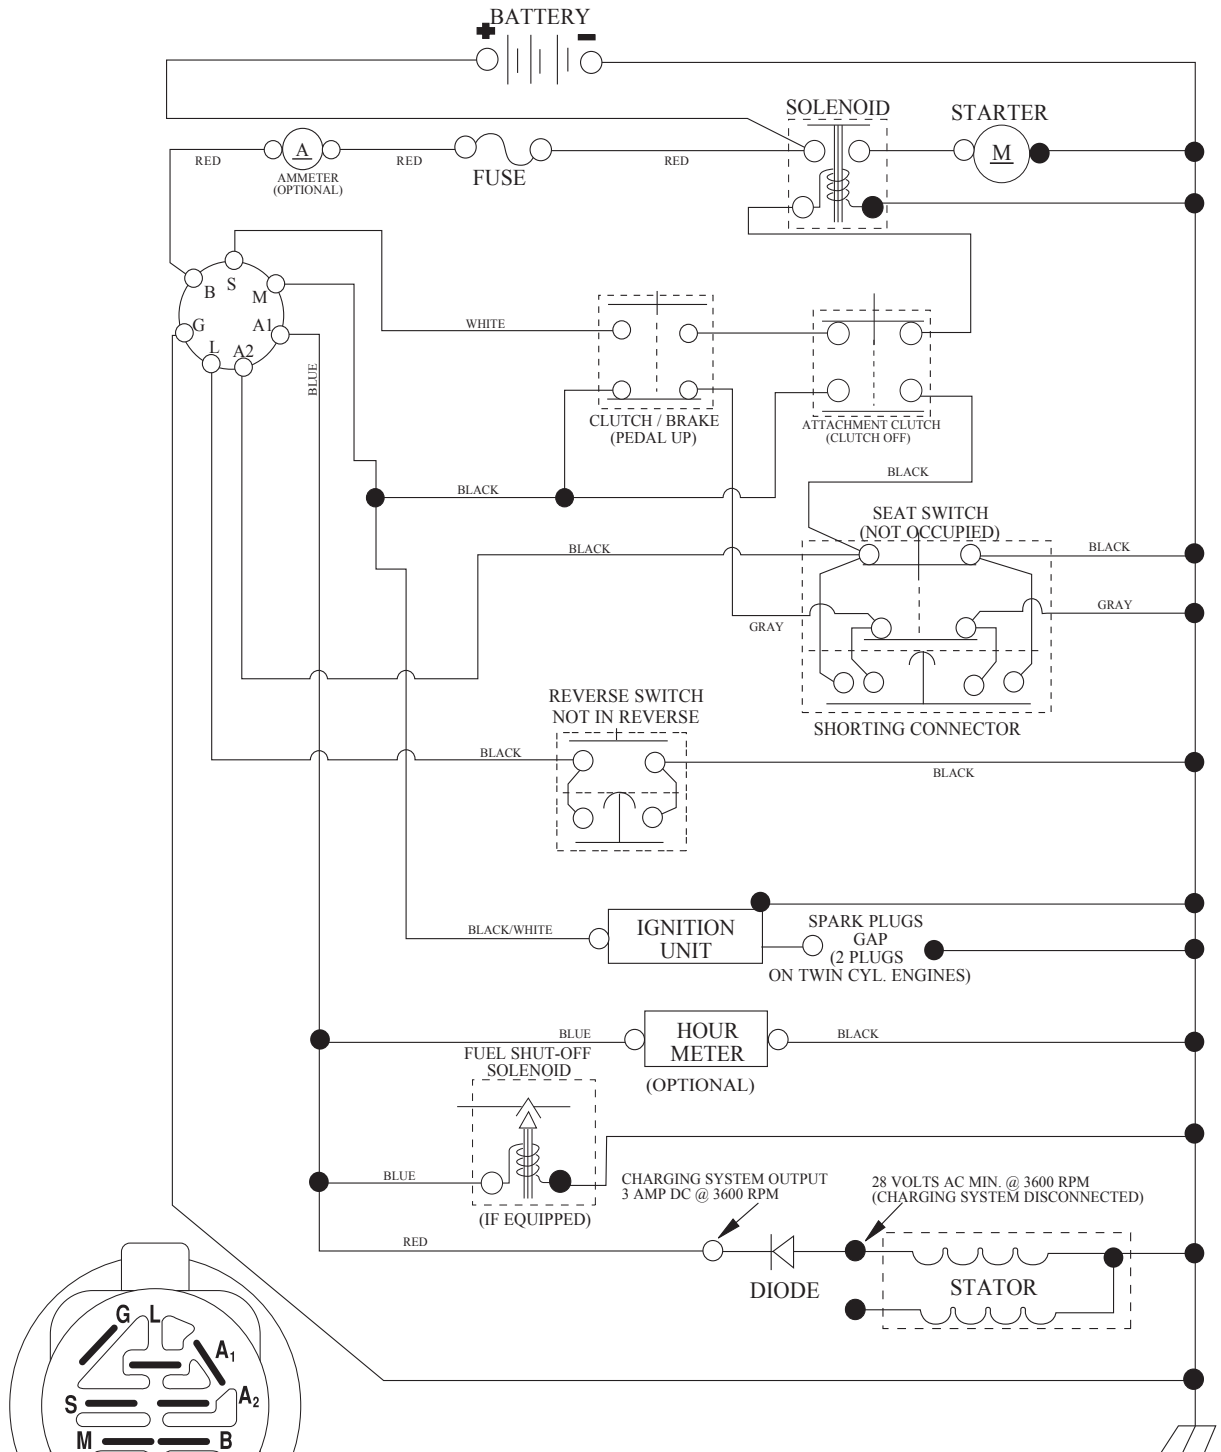 BATTERY
SOLENOID
STARTER
A
M
RED
RED
RED
AMMETER
(OPTIONAL)
FUSE
S
B
M
G
A1
L
A2
BLUE
WHITE
CLUTCH / BRAKE
(PEDAL UP)
ATTACHMENT CLUTCH
(CLUTCH OFF)
BLACK
BLACK
SEAT SWITCH
(NOT OCCUPIED)
BLACK
BLACK
GRAY
GRAY
SHORTING CONNECTOR
REVERSE SWITCH
NOT IN REVERSE
BLACK
BLACK
BLACK/WHITE
IGNITION
UNIT
SPARK PLUGS
GAP
(2 PLUGS
ON TWIN CYL. ENGINES)
BLUE
HOUR
METER
BLACK
(OPTIONAL)
FUEL SHUT-OFF
SOLENOID
BLUE
(IF EQUIPPED)
CHARGING SYSTEM OUTPUT
3 AMP DC @ 3600 RPM
28 VOLTS AC MIN. @ 3600 RPM
(CHARGING SYSTEM DISCONNECTED)
RED
DIODE
STATOR
G L
A1
S
A2
M
B